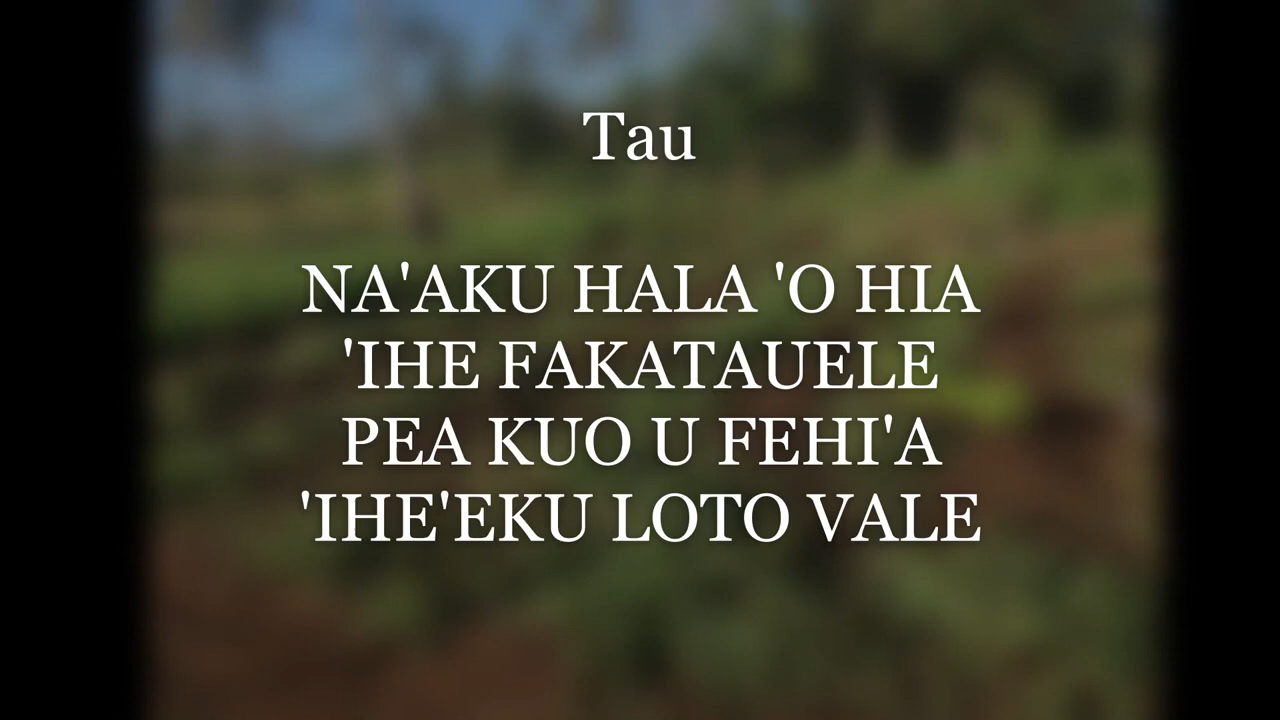 Tau
NA'AKU HALA 'O HIA
'IHE FAKATAUELE
PEA KUO U FEHI'A
'IHE'EKU LOTO VALE